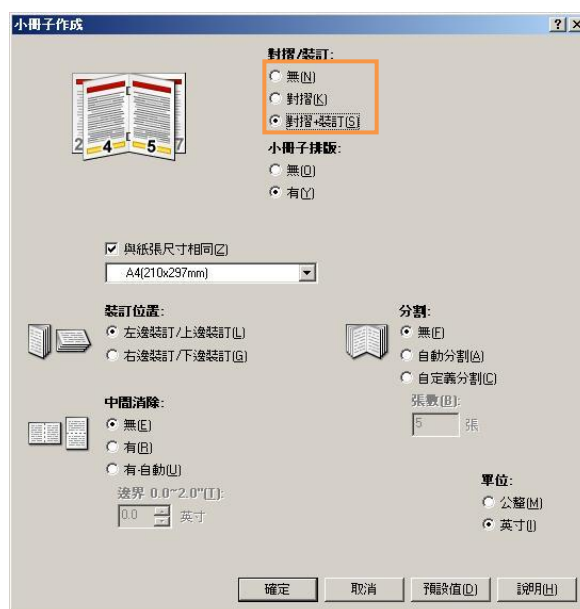 小冊子作成
對摺/裝訂:
無(N)
對摺(K)
對摺+裝訂(S)
2 4 5 7
小冊子排版:
無(O)
有(Y)
與紙張尺寸相同(Z)
A4(210x297mm)
裝訂位置:
左邊裝訂/上邊裝訂(L)
右邊裝訂/下邊裝訂(G)
分割:
無(F)
自動分割(A)
自定義分割(C)
張數(B):
5 張
中間消除:
無(E)
有(R)
有-自動(U)
邊界 0.0~2.0"(T):
0.0 英寸
單位:
公釐(M)
英寸(I)
確定 取消 預設值(D) 說明(H)